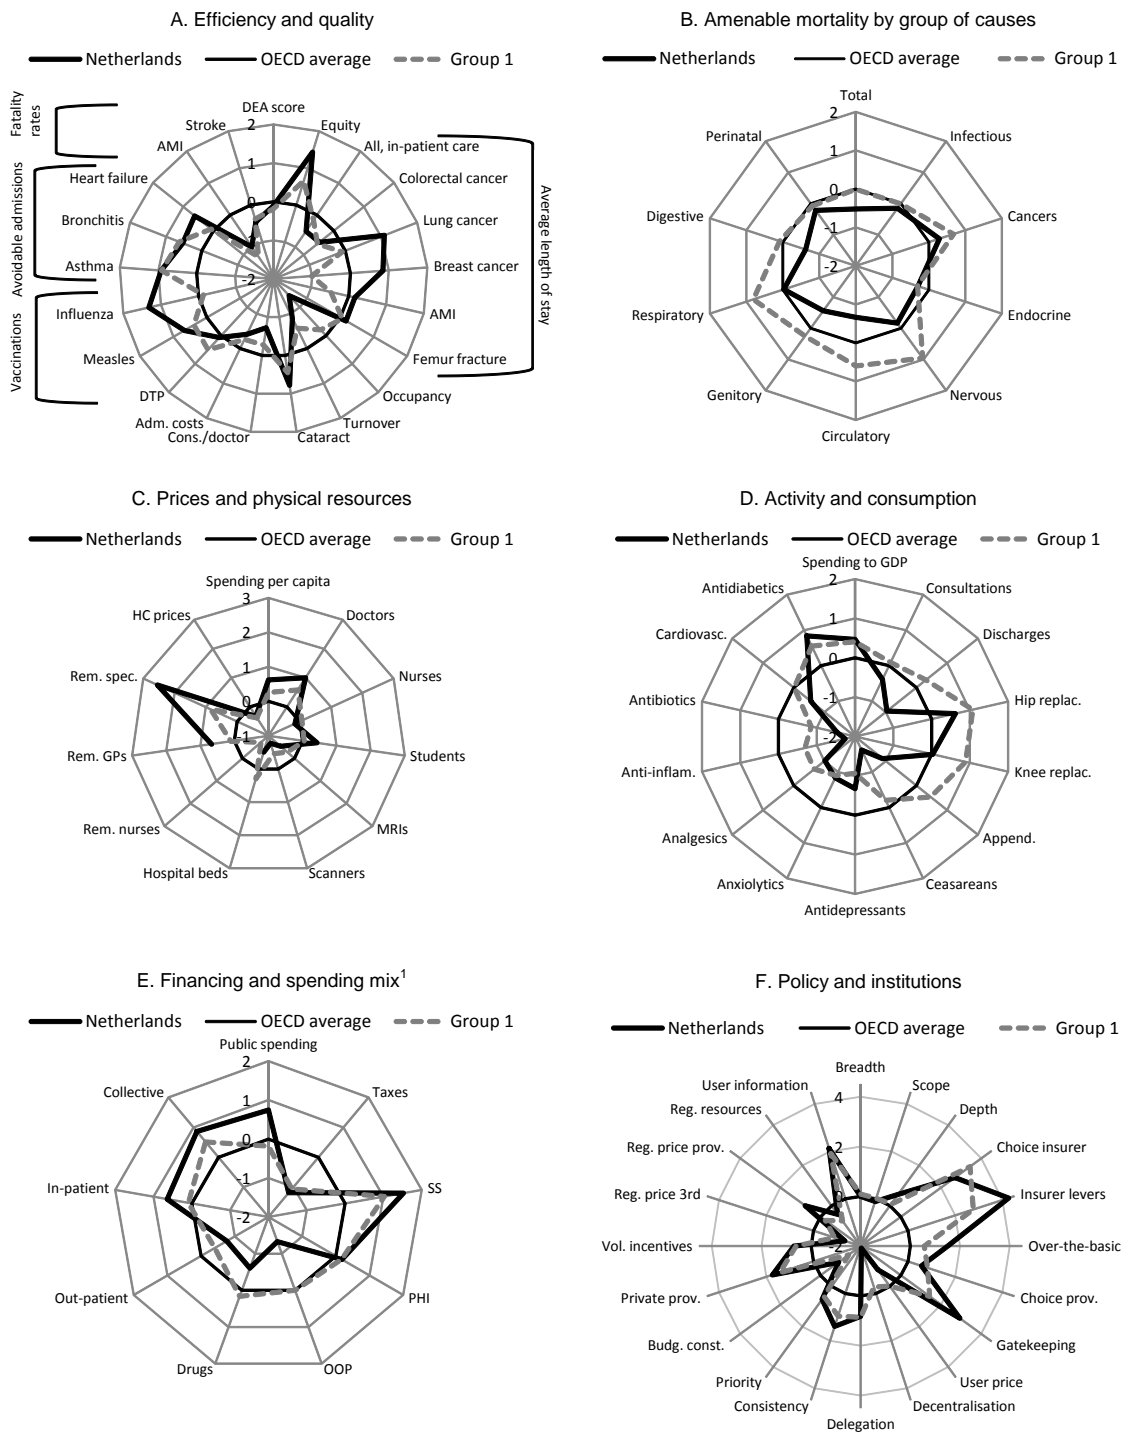 A. Efficiency and quality
Netherlands OECD average Group 1
Fatality
rates
Avoidable admissions
Vaccinations
Average length of stay
DEA score
Equity
All, in-patient care
Colorectal cancer
Lung cancer
Breast cancer
AMI
Femur fracture
Occupancy
Turnover
Cataract
Cons./doctor
Adm. costs
DTP
Measles
Influenza
Asthma
Bronchitis
Heart failure
AMI
Stroke
2
1
0
-1
-2
B. Amenable mortality by group of causes
Netherlands OECD average Group 1
Total
Infectious
Cancers
Endocrine
Nervous
Circulatory
Genitory
Respiratory
Digestive
Perinatal
2
1
0
-1
-2
C. Prices and physical resources
Netherlands OECD average Group 1
Spending per capita
Doctors
Nurses
Students
MRIs
Scanners
Hospital beds
Rem. nurses
Rem. GPs
Rem. spec.
HC prices
3
2
1
0
-1
D. Activity and consumption
Netherlands OECD average Group 1
Spending to GDP
Consultations
Discharges
Hip replac.
Knee replac.
Append.
Ceasareans
Antidepressants
Anxiolytics
Analgesics
Anti-inflam.
Antibiotics
Cardiovasc.
Antidiabetics
2
1
0
-1
-2
E. Financing and spending mix1
Netherlands OECD average Group 1
Public spending
Taxes
SS
PHI
OOP
Drugs
Out-patient
In-patient
Collective
2
1
0
-1
-2
F. Policy and institutions
Netherlands OECD average Group 1
Breadth
Scope
Depth
Choice insurer
Insurer levers
Over-the-basic
Choice prov.
Gatekeeping
User price
Decentralisation
Delegation
Consistency
Priority
Budg. const.
Private prov.
Vol. incentives
Reg. price 3rd
Reg. price prov.
Reg. resources
User information
4
2
0
-2